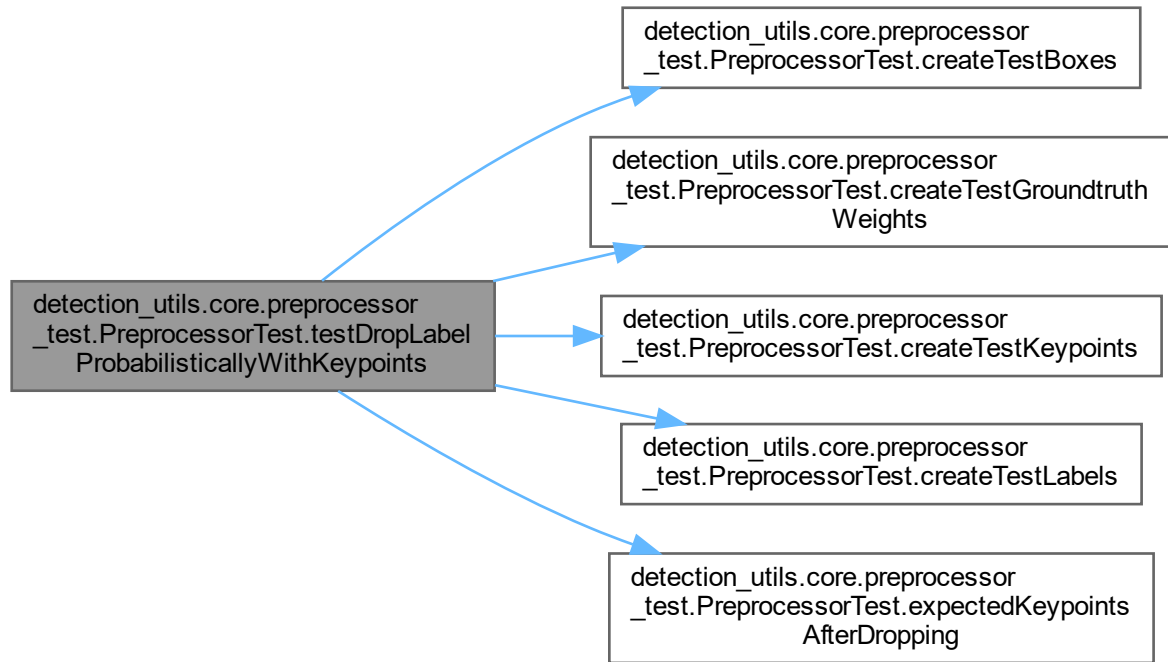 detection_utils.core.preprocessor
_test.PreprocessorTest.createTestBoxes
detection_utils.core.preprocessor
_test.PreprocessorTest.createTestGroundtruth
Weights
detection_utils.core.preprocessor
_test.PreprocessorTest.testDropLabel
ProbabilisticallyWithKeypoints
detection_utils.core.preprocessor
_test.PreprocessorTest.createTestKeypoints
detection_utils.core.preprocessor
_test.PreprocessorTest.createTestLabels
detection_utils.core.preprocessor
_test.PreprocessorTest.expectedKeypoints
AfterDropping